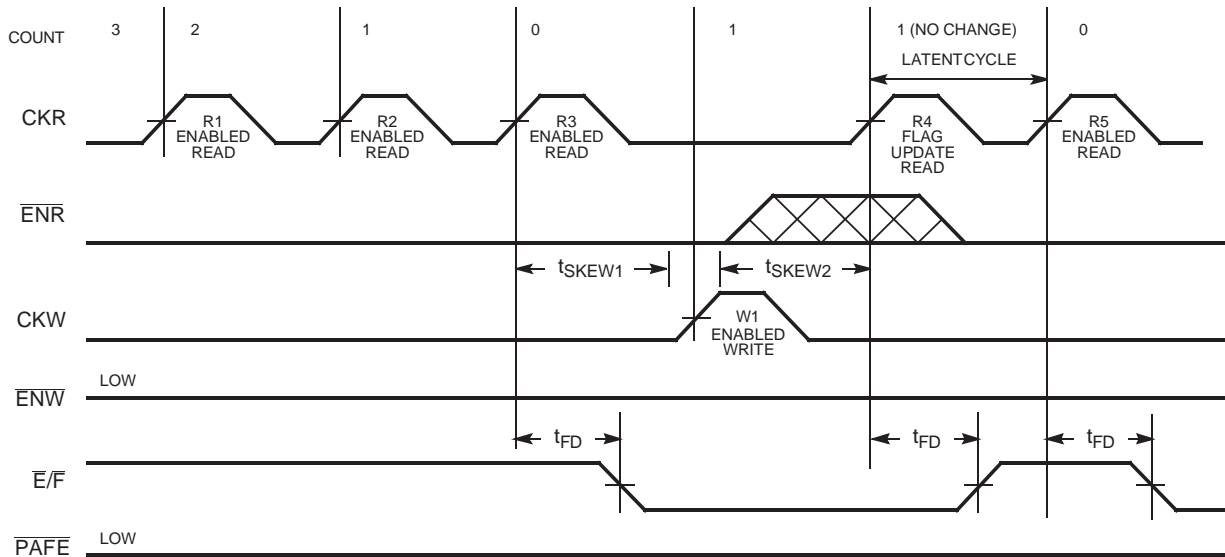 COUNT 3 2 1 0 1 1 (NO CHANGE) 0
LATENTCYCLE
CKR
R1
ENABLED
READ
R2
ENABLED
READ
R3
ENABLED
READ
R4
FLAG
UPDATE
READ
R5
ENABLED
READ
ENR
tSKEW1
tSKEW2
CKW
W1
ENABLED
WRITE
ENW LOW
tFD
tFD
tFD
E/F
PAFE LOW